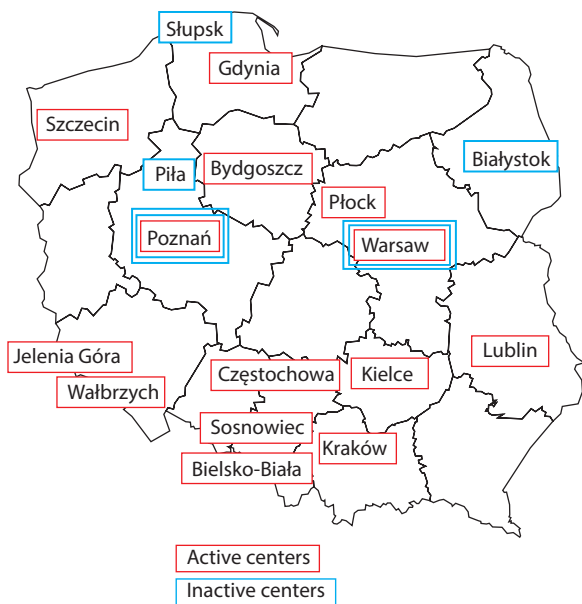 Słupsk
Gdynia
Szczecin
Bydgoszcz
Piła
Białystok
Płock
Poznań
Warsaw
Jelenia Góra
Wałbrzych
Częstochowa
Kielce
Lublin
Sosnowiec
Kraków
Bielsko-Biała
Active centers
Inactive centers